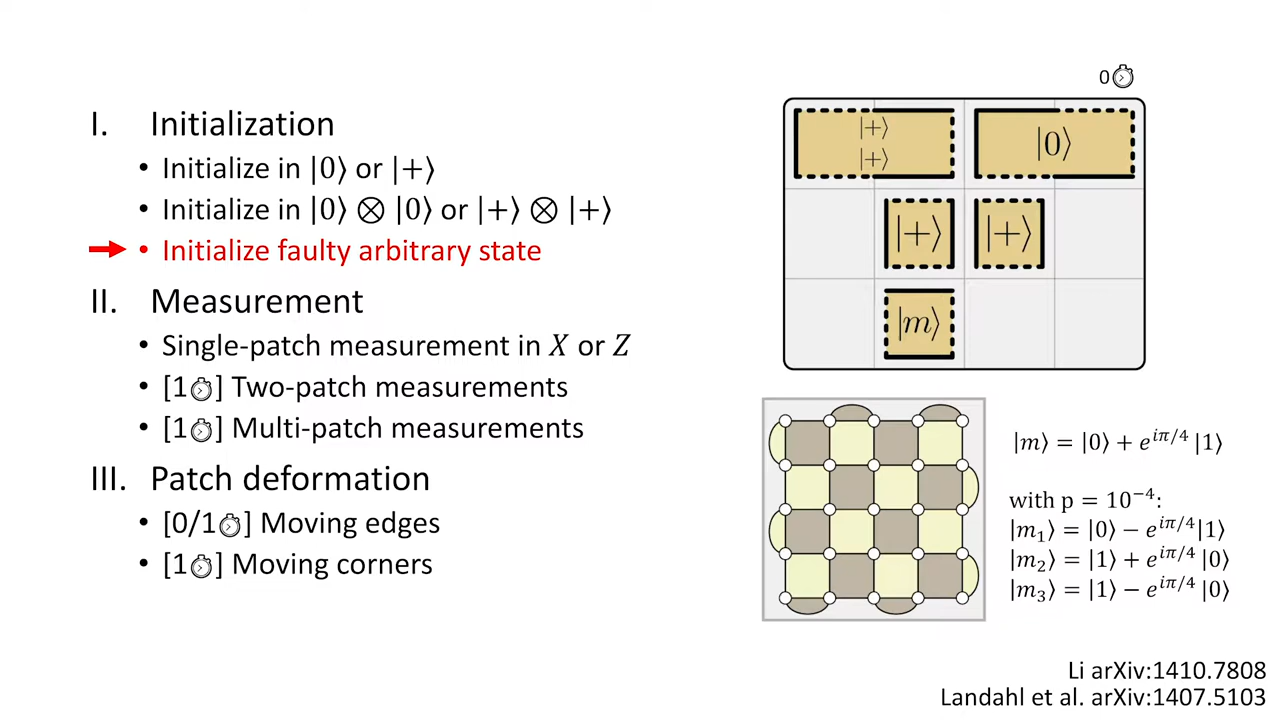 I. Initialization
• Initialize in |0⟩ or |+⟩
• Initialize in |0⟩ ⊗ |0⟩ or |+⟩ ⊗ |+⟩
• Initialize faulty arbitrary state
II. Measurement
• Single-patch measurement in X or Z
• [1⏱] Two-patch measurements
• [1⏱] Multi-patch measurements
III. Patch deformation
• [0/1⏱] Moving edges
• [1⏱] Moving corners
0⏱
|+⟩
|+⟩
|0⟩
|+⟩ |+⟩
|m⟩
|m⟩ = |0⟩ + e^{iπ/4} |1⟩
with p = 10^{−4}:
|m₁⟩ = |0⟩ − e^{iπ/4}|1⟩
|m₂⟩ = |1⟩ + e^{iπ/4} |0⟩
|m₃⟩ = |1⟩ − e^{iπ/4} |0⟩
Li arXiv:1410.7808
Landahl et al. arXiv:1407.5103